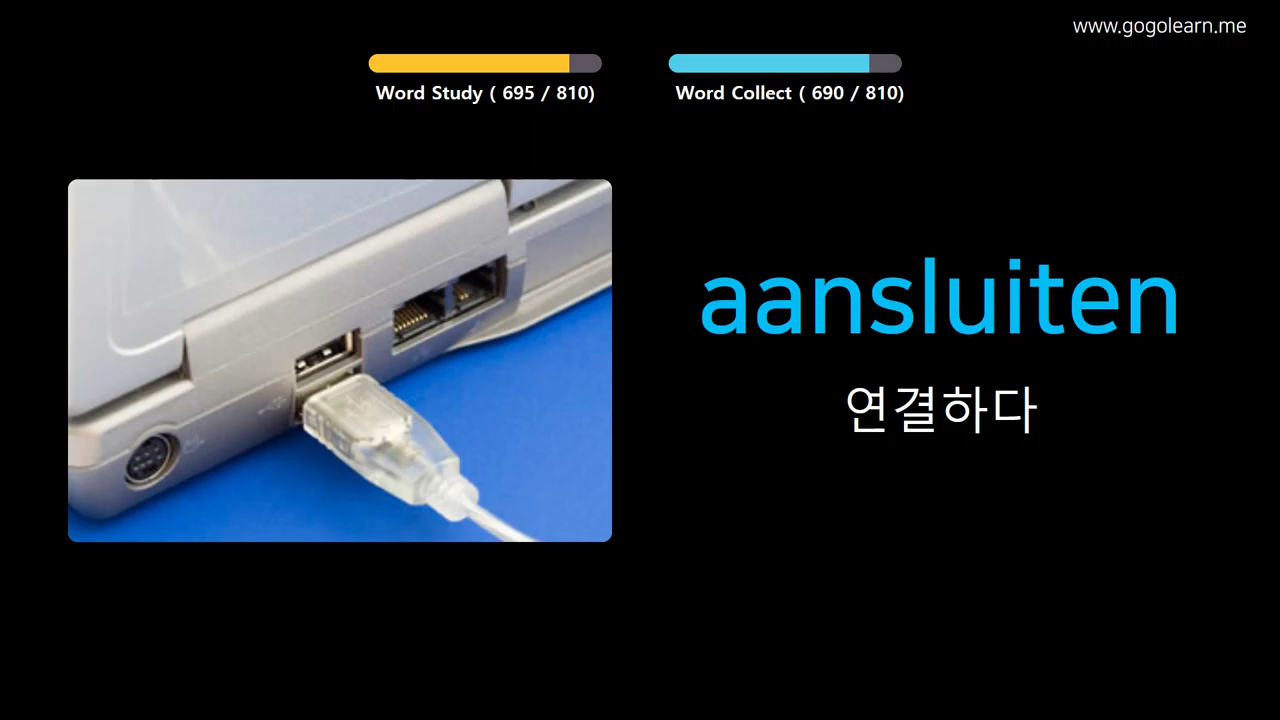 www.gogolearn.me
Word Study ( 695 / 810)
Word Collect ( 690 / 810)
aansluiten
연결하다